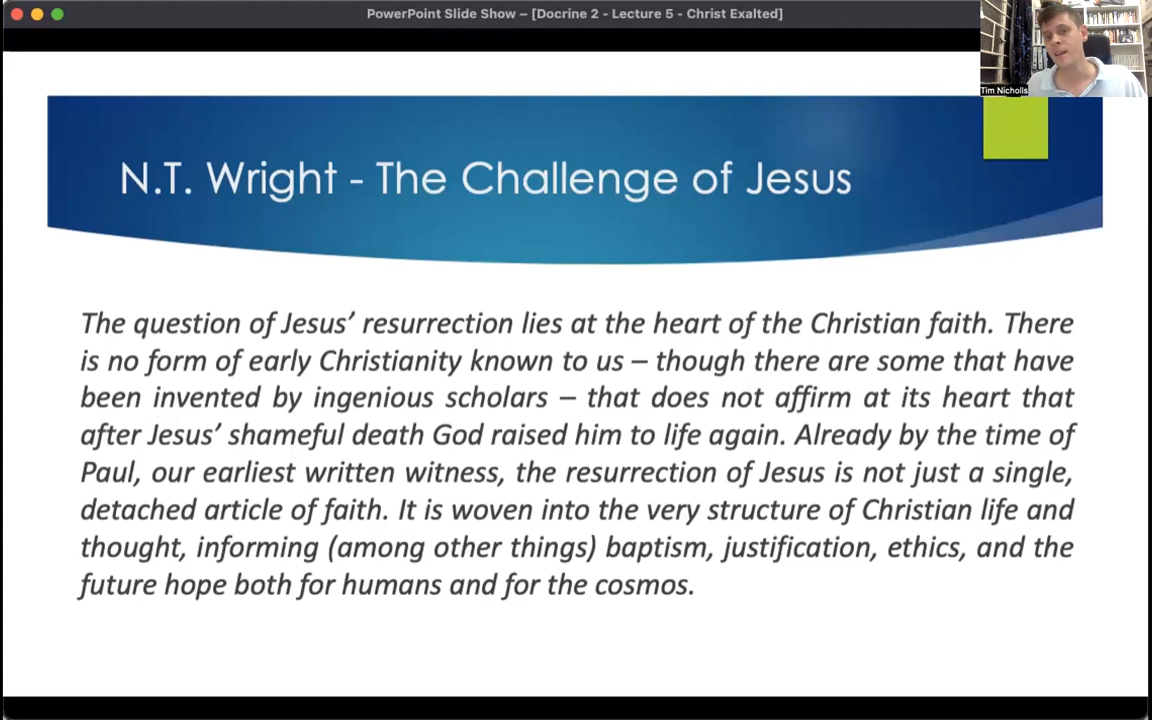 PowerPoint Slide Show – [Docrine 2 - Lecture 5 - Christ Exalted]
Tim Nicholls
N.T. Wright - The Challenge of Jesus
The question of Jesus’ resurrection lies at the heart of the Christian faith. There
is no form of early Christianity known to us – though there are some that have
been invented by ingenious scholars – that does not affirm at its heart that
after Jesus’ shameful death God raised him to life again. Already by the time of
Paul, our earliest written witness, the resurrection of Jesus is not just a single,
detached article of faith. It is woven into the very structure of Christian life and
thought, informing (among other things) baptism, justification, ethics, and the
future hope both for humans and for the cosmos.